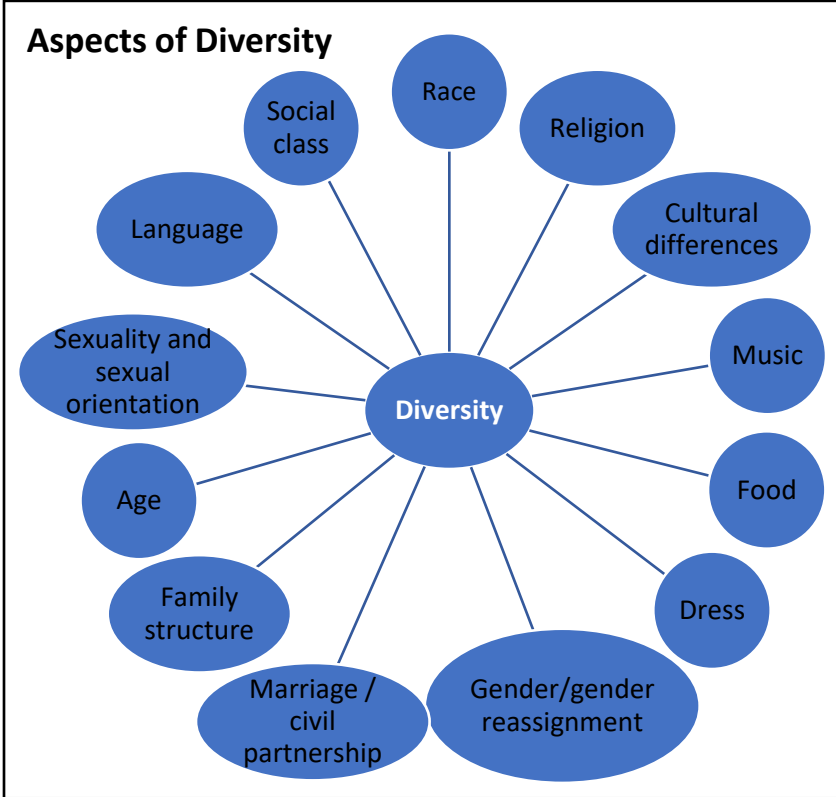 Aspects of Diversity
Race
Religion
Cultural
differences
Music
Food
Dress
Gender/gender
reassignment
Marriage /
civil
partnership
Family
structure
Age
Sexuality and
sexual
orientation
Language
Social
class
Diversity